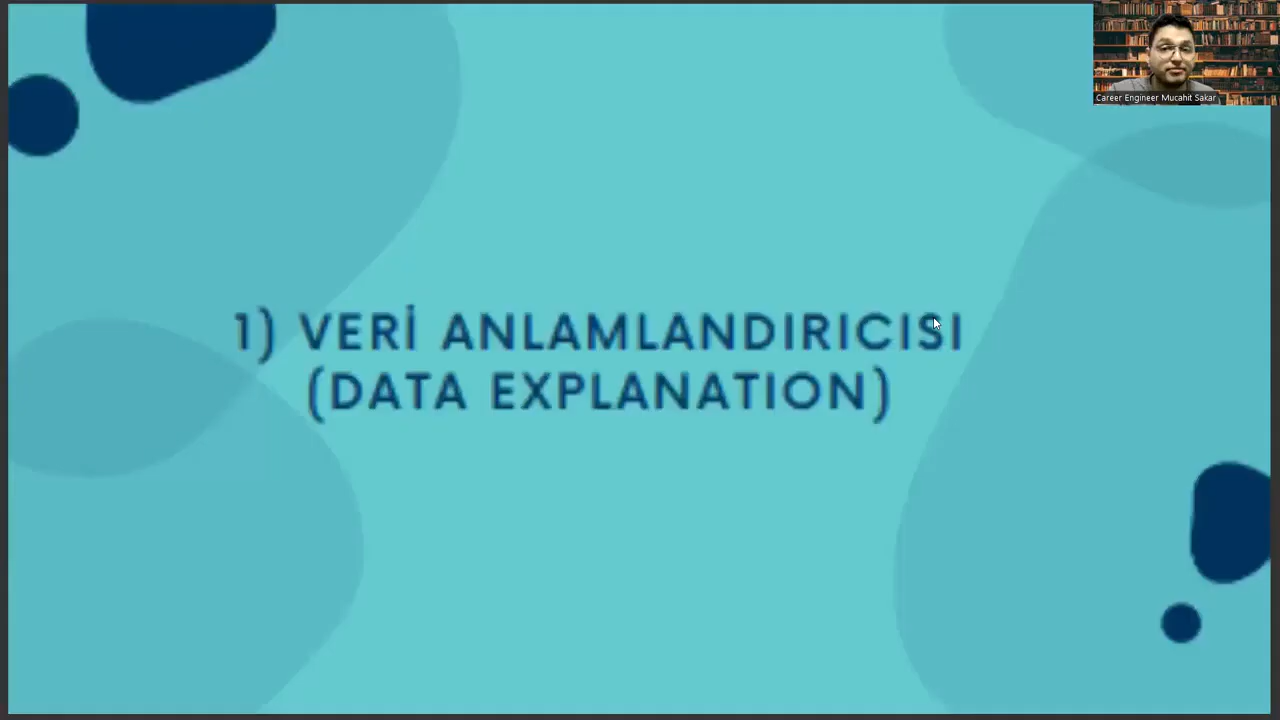 Career Engineer Mucahit Sakar
1) VERİ ANLAMLANDIRICISI
(DATA EXPLANATION)